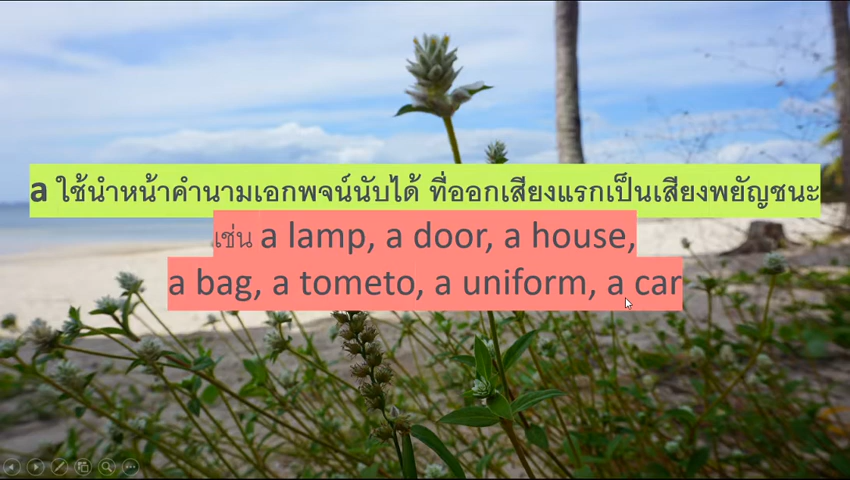 a ใช้นำหน้าคำนามเอกพจน์นับได้ ที่ออกเสียงแรกเป็นเสียงพยัญชนะ
เช่น a lamp, a door, a house,
a bag, a tometo, a uniform, a car